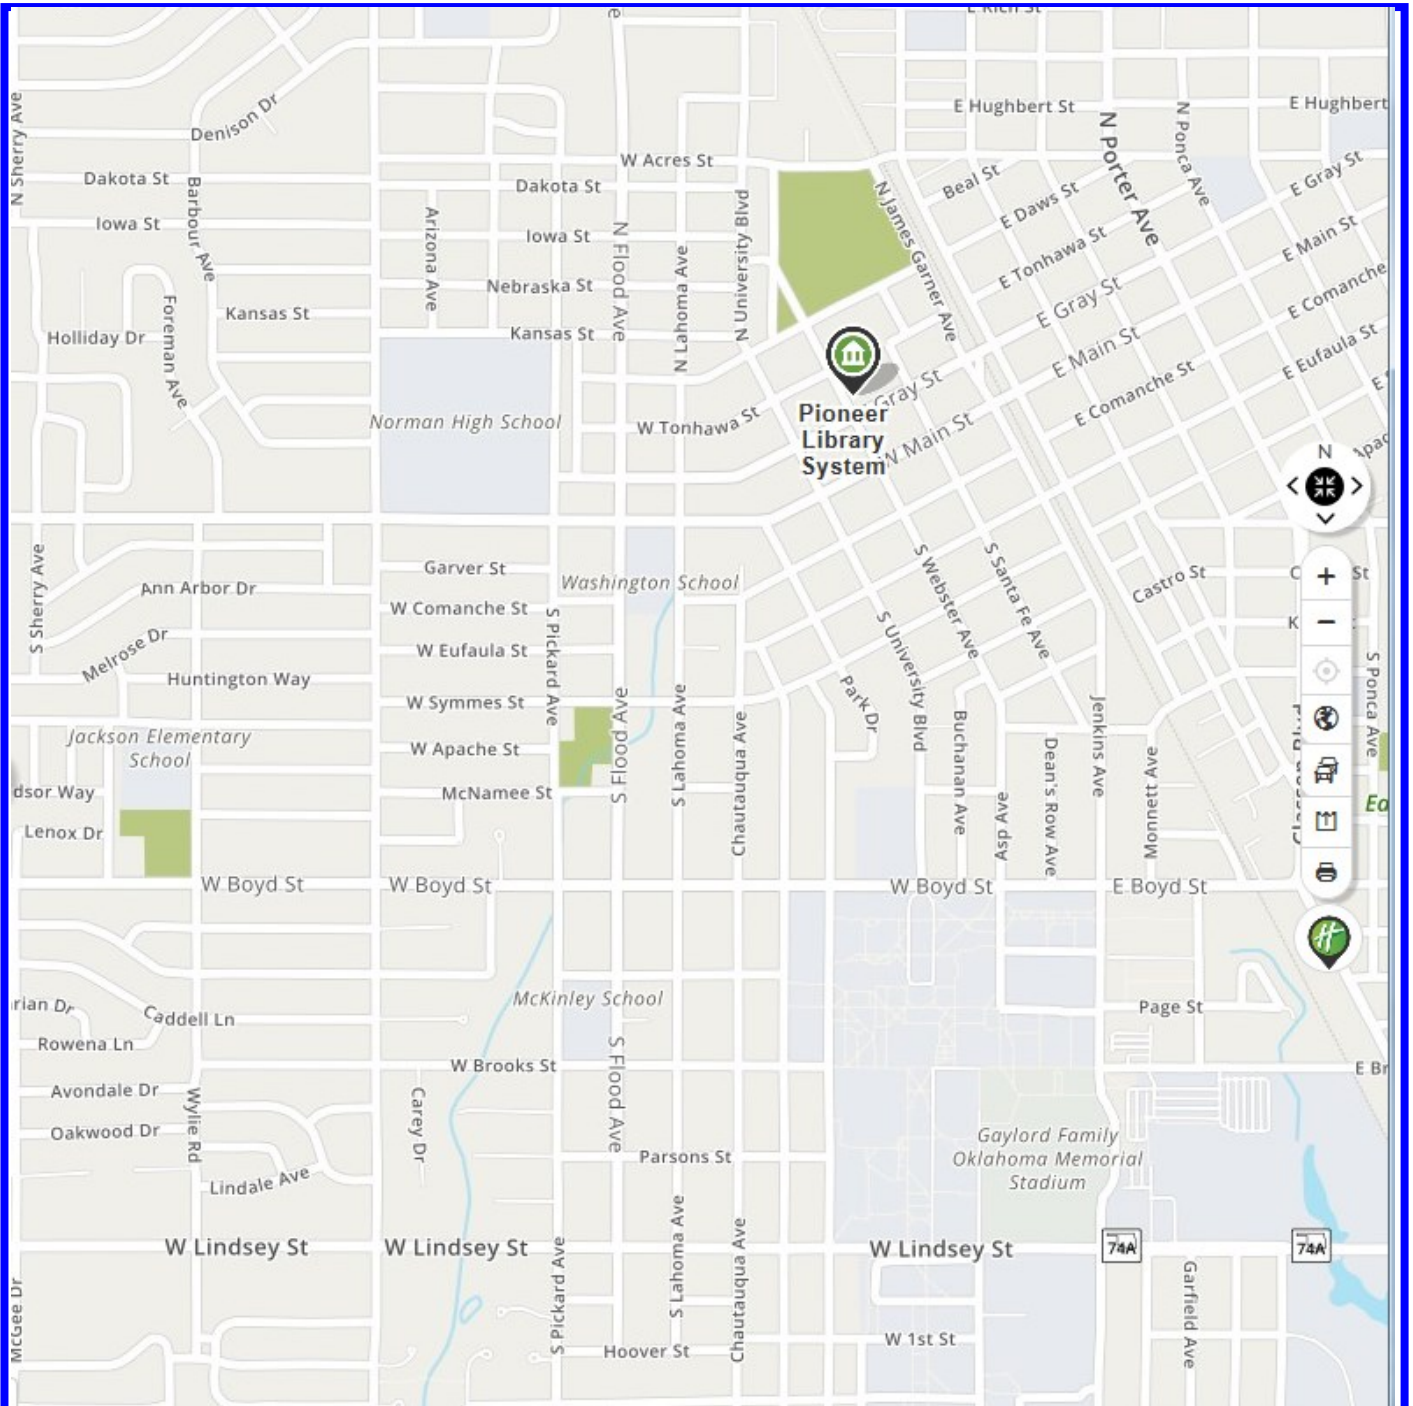 E Rich St
E Hughbert St
E Hughbert
N Sherry Ave
Denison Dr
N Porter Ave
N Ponca Ave
W Acres St
E Gray St
Dakota St
Barbour Ave
Dakota St
Beal St
N James Garner Ave
E Daws St
Iowa St
Arizona Ave
Iowa St
N Flood Ave
N Lahoma Ave
N University Blvd
E Tonhawa St
E Main St
Nebraska St
E Gray St
E Comanche
Foreman Ave
Kansas St
Kansas St
Holliday Dr
E Main St
E Eufaula St
E Comanche St
Norman High School
W Tonhawa St
Gray St
Pioneer
Library
System
W Main St
N
S Sherry Ave
Garver St
Washington School
S Webster Ave
S Santa Fe Ave
Castro St
St
Ann Arbor Dr
W Comanche St
S Pickard Ave
S University Blvd
Melrose Dr
W Eufaula St
Huntington Way
S Ponca Ave
W Symmes St
S Flood Ave
S Lahoma Ave
Chautauqua Ave
Park Dr
Buchanan Ave
Dean's Row Ave
Jenkins Ave
Monnett Ave
Jackson Elementary
School
W Apache St
dsor Way
McNamee St
Asp Ave
Lenox Dr
W Boyd St
W Boyd St
W Boyd St
E Boyd St
H
McKinley School
rian Dr
Caddell Ln
Page St
Rowena Ln
W Brooks St
S Flood Ave
E Br
Avondale Dr
Wylie Rd
Carey Dr
Oakwood Dr
Gaylord Family
Oklahoma Memorial
Stadium
Parsons St
Lindale Ave
W Lindsey St
W Lindsey St
S Pickard Ave
S Lahoma Ave
Chautauqua Ave
W Lindsey St
74A
74A
McGee Dr
Garfield Ave
Hoover St
W 1st St